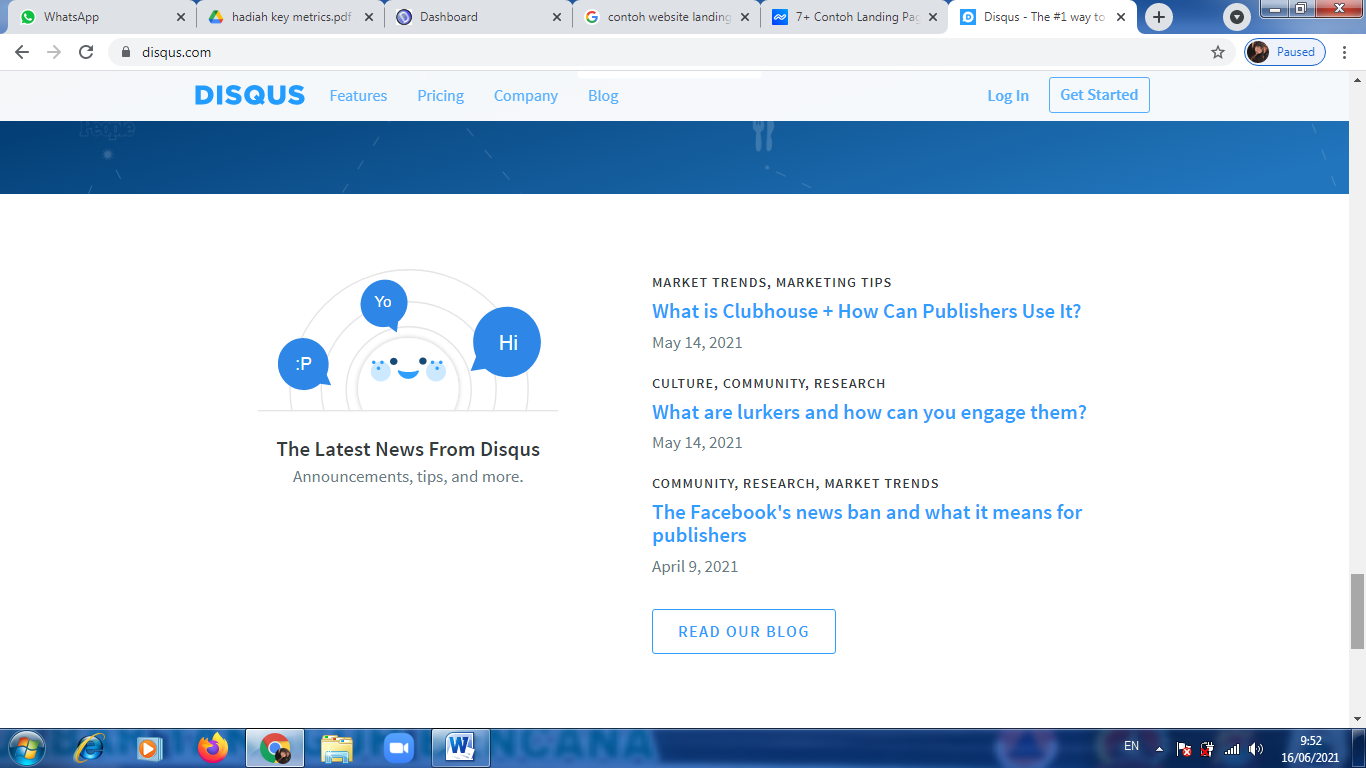 WhatsApp
hadiah key metrics.pdf
Dashboard
contoh website landing
7+ Contoh Landing Pag
Disqus - The #1 way to
disqus.com
Paused
DISQUS
Features
Pricing
Company
Blog
Log In
Get Started
People
Yo
Hi
:P
The Latest News From Disqus
Announcements, tips, and more.
MARKET TRENDS, MARKETING TIPS
What is Clubhouse + How Can Publishers Use It?
May 14, 2021
CULTURE, COMMUNITY, RESEARCH
What are lurkers and how can you engage them?
May 14, 2021
COMMUNITY, RESEARCH, MARKET TRENDS
The Facebook's news ban and what it means for
publishers
April 9, 2021
READ OUR BLOG
EN
9:52
16/06/2021